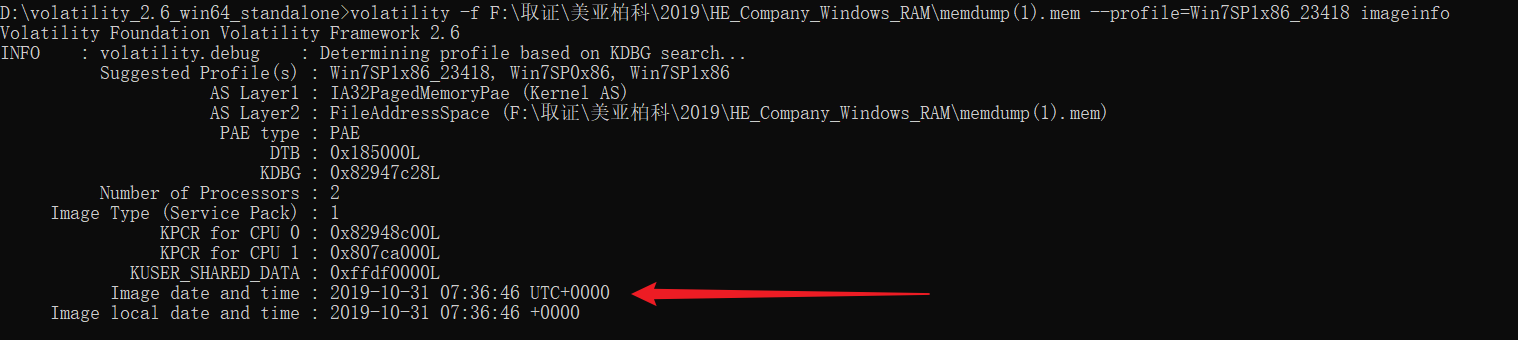 D:\volatility_2.6_win64_standalone>volatility -f F:\取证\美亚柏科\2019\HE_Company_Windows_RAM\memdump(1).mem --profile=Win7SP1x86_23418 imageinfo
Volatility Foundation Volatility Framework 2.6
INFO    : volatility.debug    : Determining profile based on KDBG search...
Suggested Profile(s) : Win7SP1x86_23418, Win7SP0x86, Win7SP1x86
AS Layer1 : IA32PagedMemoryPae (Kernel AS)
AS Layer2 : FileAddressSpace (F:\取证\美亚柏科\2019\HE_Company_Windows_RAM\memdump(1).mem)
PAE type : PAE
DTB : 0x185000L
KDBG : 0x82947c28L
Number of Processors : 2
Image Type (Service Pack) : 1
KPCR for CPU 0 : 0x82948c00L
KPCR for CPU 1 : 0x807ca000L
KUSER_SHARED_DATA : 0xffdf0000L
Image date and time : 2019-10-31 07:36:46 UTC+0000
Image local date and time : 2019-10-31 07:36:46 +0000